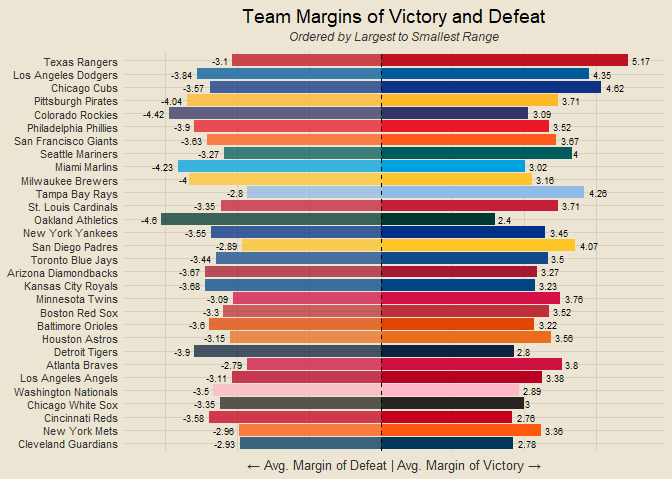 Team Margins of Victory and Defeat
Ordered by Largest to Smallest Range
Texas Rangers -3.1 5.17
Los Angeles Dodgers -3.84 4.35
Chicago Cubs -3.57 4.62
Pittsburgh Pirates -4.04 3.71
Colorado Rockies -4.42 3.09
Philadelphia Phillies -3.9 3.52
San Francisco Giants -3.63 3.67
Seattle Mariners -3.27 4
Miami Marlins -4.23 3.02
Milwaukee Brewers -4 3.16
Tampa Bay Rays -2.8 4.26
St. Louis Cardinals -3.35 3.71
Oakland Athletics -4.6 2.4
New York Yankees -3.55 3.45
San Diego Padres -2.89 4.07
Toronto Blue Jays -3.44 3.5
Arizona Diamondbacks -3.67 3.27
Kansas City Royals -3.68 3.23
Minnesota Twins -3.09 3.76
Boston Red Sox -3.3 3.52
Baltimore Orioles -3.6 3.22
Houston Astros -3.15 3.56
Detroit Tigers -3.9 2.8
Atlanta Braves -2.79 3.8
Los Angeles Angels -3.11 3.38
Washington Nationals -3.5 2.89
Chicago White Sox -3.35 3
Cincinnati Reds -3.58 2.76
New York Mets -2.96 3.36
Cleveland Guardians -2.93 2.78
← Avg. Margin of Defeat | Avg. Margin of Victory →